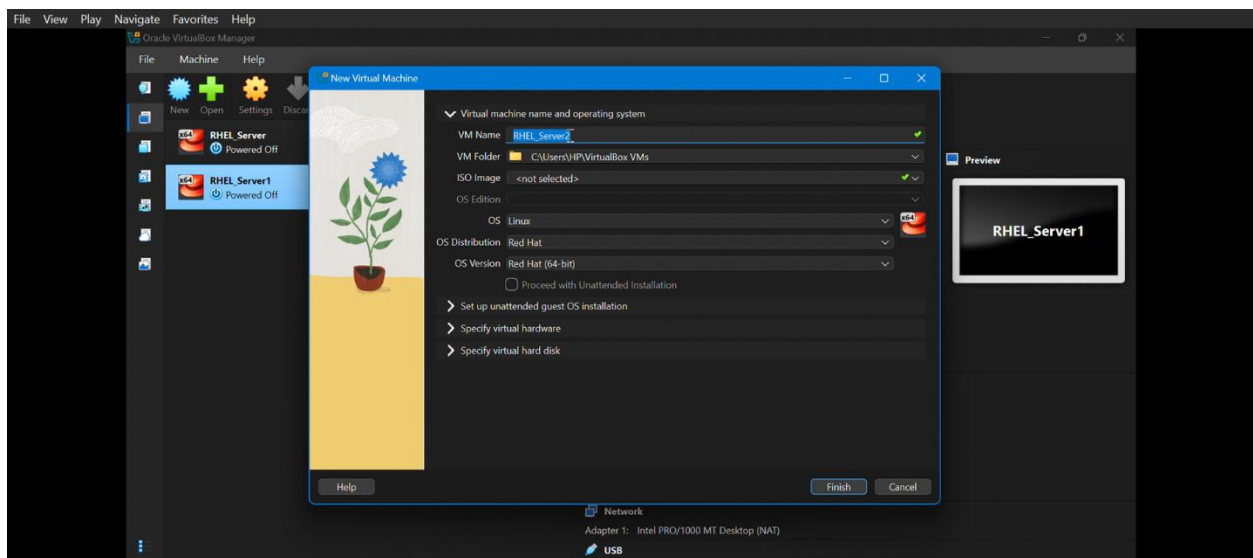 File View Play Navigate Favorites Help
Oracle VirtualBox Manager
File Machine Help
New Open Settings
x64 RHEL_Server
Powered Off
x64 RHEL_Server1
Powered Off
New Virtual Machine
Virtual machine name and operating system
VM Name RHEL_Server2
VM Folder C:\Users\HP\VirtualBox VMs
ISO Image <not selected>
OS Edition
OS Linux
x64
OS Distribution Red Hat
OS Version Red Hat (64-bit)
Proceed with Unattended Installation
Set up unattended guest OS installation
Specify virtual hardware
Specify virtual hard disk
Help Finish Cancel
Preview
RHEL_Server1
Network
Adapter 1: Intel PRO/1000 MT Desktop (NAT)
USB